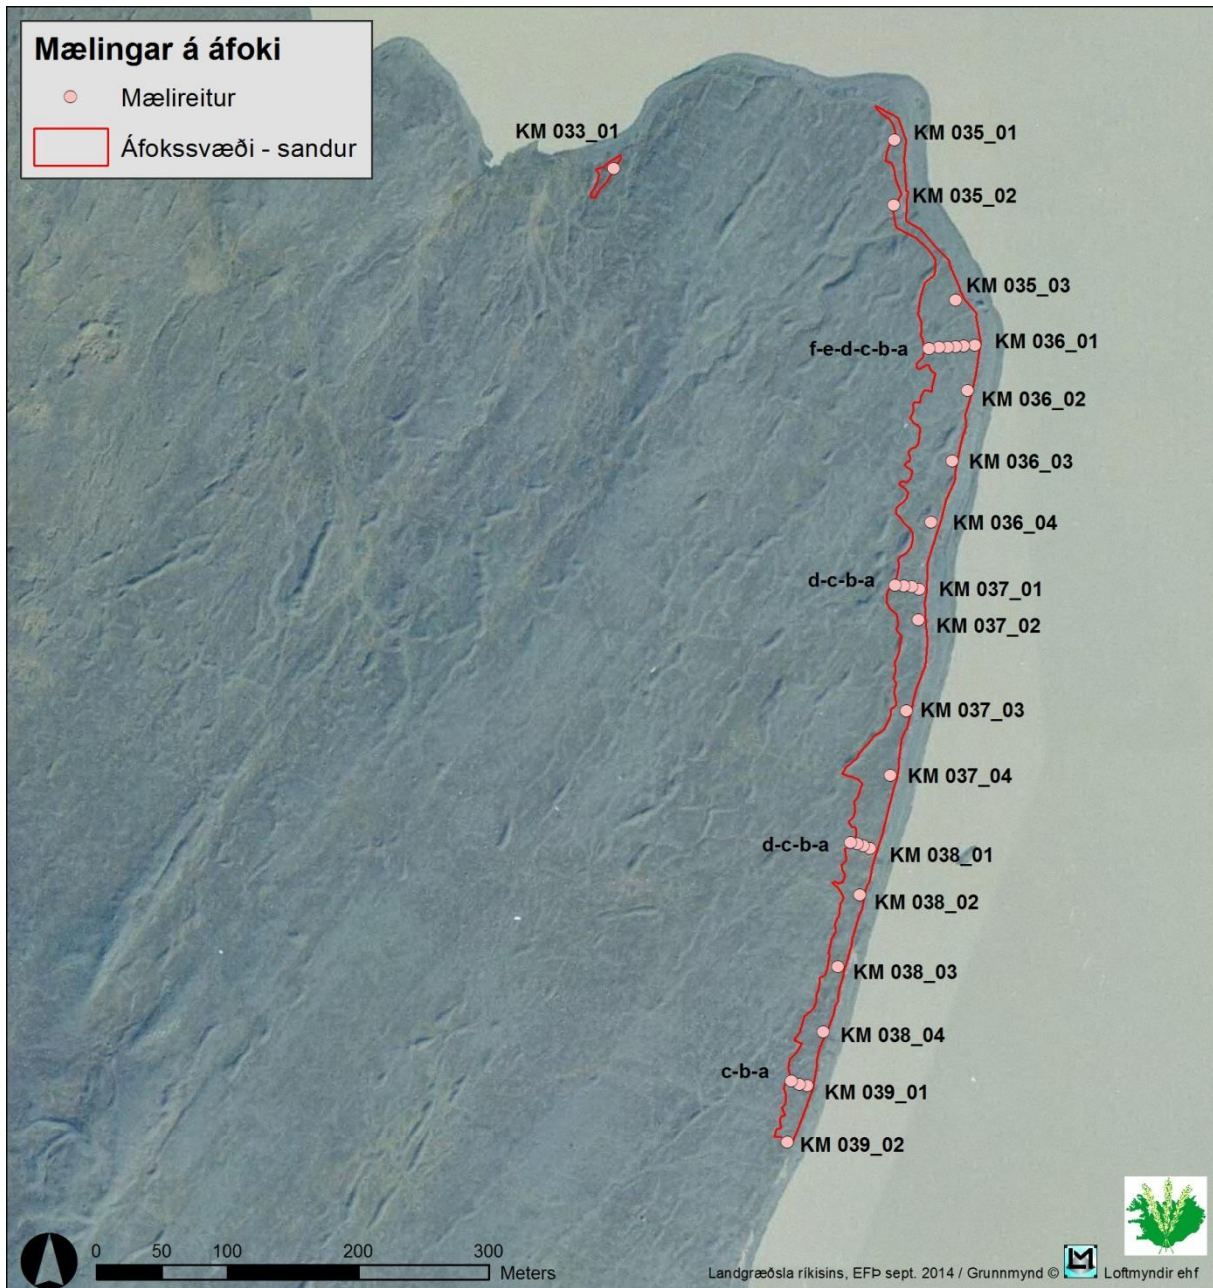 Mælingar á áfoki
Mælireitur
Áfokssvæði - sandur
KM 033_01
KM 035_01
KM 035_02
KM 035_03
f-e-d-c-b-a
KM 036_01
KM 036_02
KM 036_03
KM 036_04
d-c-b-a
KM 037_01
KM 037_02
KM 037_03
KM 037_04
d-c-b-a
KM 038_01
KM 038_02
KM 038_03
KM 038_04
c-b-a
KM 039_01
KM 039_02
0 50 100 200 300
Meters
Landgræðsla ríkisins, EFÞ sept. 2014 / Grunnmynd © LM Loftmyndir ehf